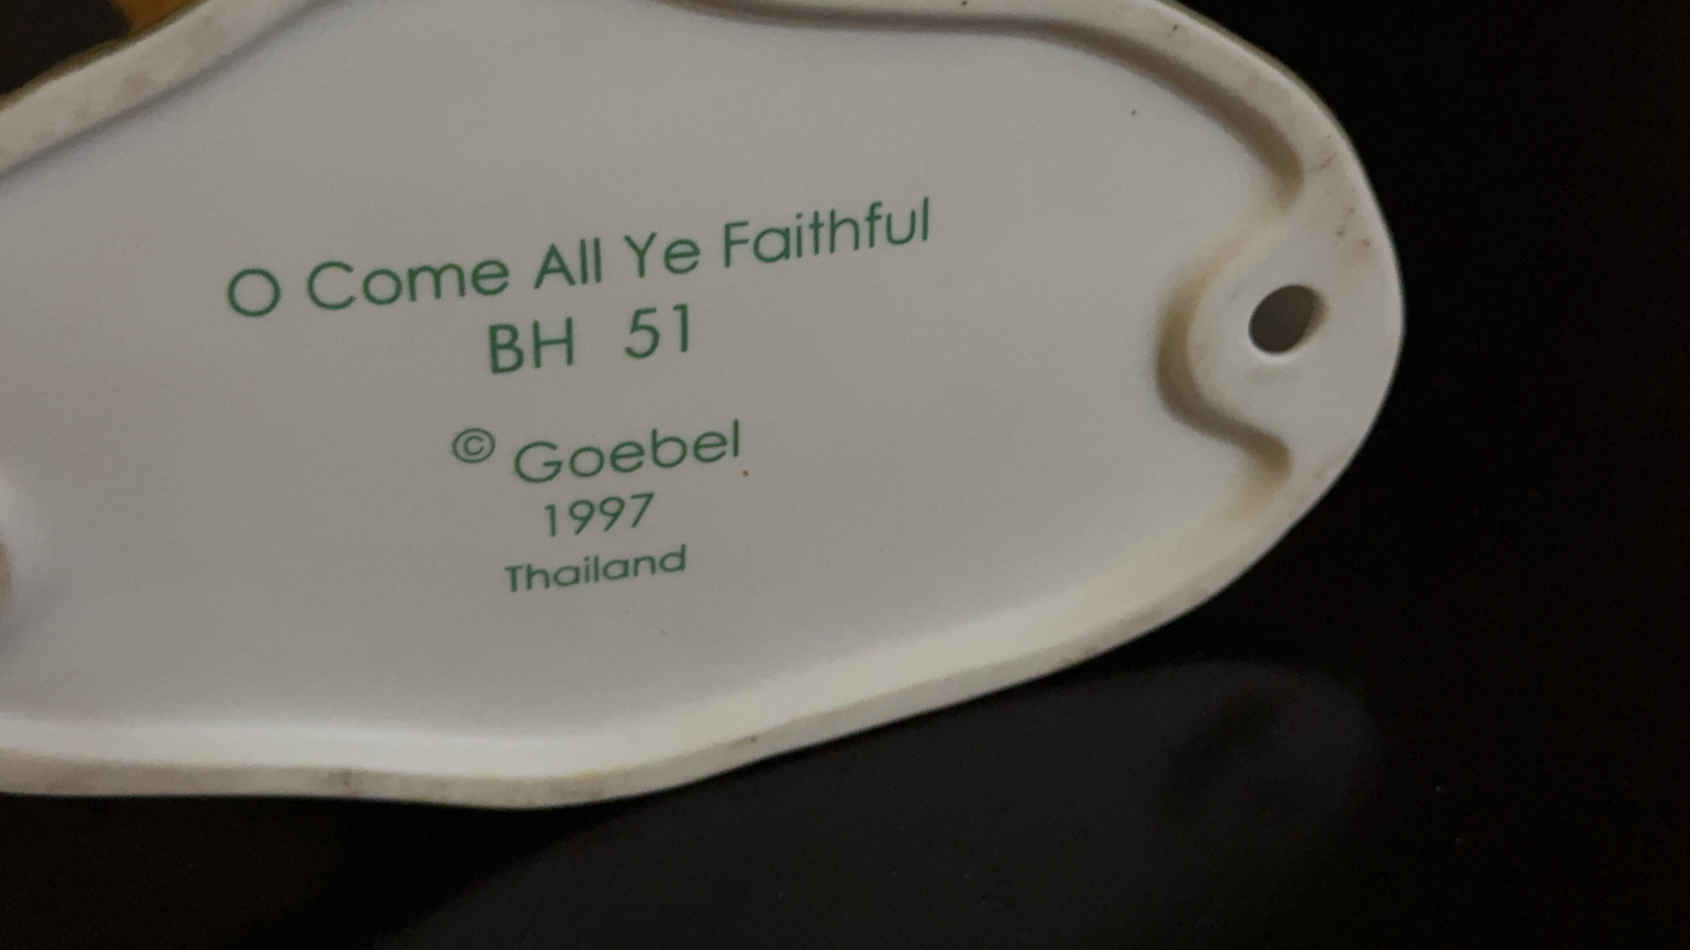 O Come All Ye Faithful
BH 51
© Goebel
1997
Thailand